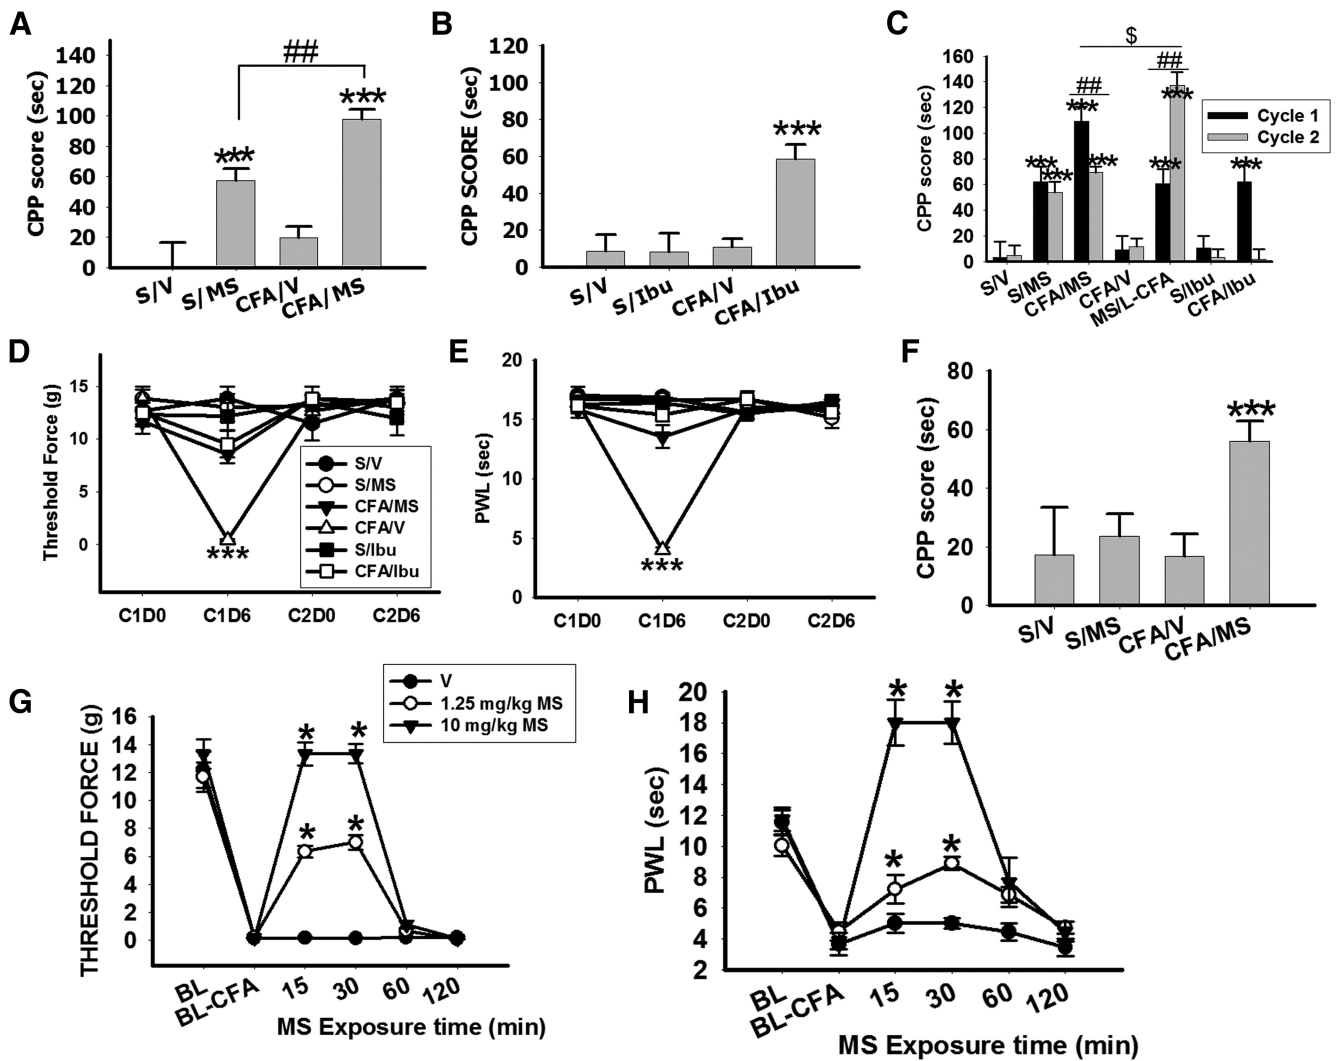 A
CPP score (sec)
140
120
100
80
60
40
20
0
##
***
***
S/V
S/MS
CFA/V
CFA/MS
B
CPP SCORE (sec)
120
100
80
60
40
20
0
***
S/V
S/Ibu
CFA/V
CFA/Ibu
C
CPP score (sec)
160
140
120
100
80
60
40
20
0
$
##
##
***
***
***
***
***
***
***
Cycle 1
Cycle 2
S/V
S/MS
CFA/MS
CFA/V
MS/L-CFA
S/Ibu
CFA/Ibu
D
Threshold Force (g)
15
10
5
0
***
S/V
S/MS
CFA/MS
CFA/V
S/Ibu
CFA/Ibu
C1D0 C1D6 C2D0 C2D6
E
PWL (sec)
20
15
10
5
0
***
C1D0 C1D6 C2D0 C2D6
F
CPP score (sec)
80
60
40
20
0
***
S/V
S/MS
CFA/V
CFA/MS
G
THRESHOLD FORCE (g)
16
14
12
10
8
6
4
2
0
V
1.25 mg/kg MS
10 mg/kg MS
* *
* *
BL BL-CFA 15 30 60 120
MS Exposure time (min)
H
PWL (sec)
20
18
16
14
12
10
8
6
4
2
* *
* *
BL BL-CFA 15 30 60 120
MS Exposure time (min)